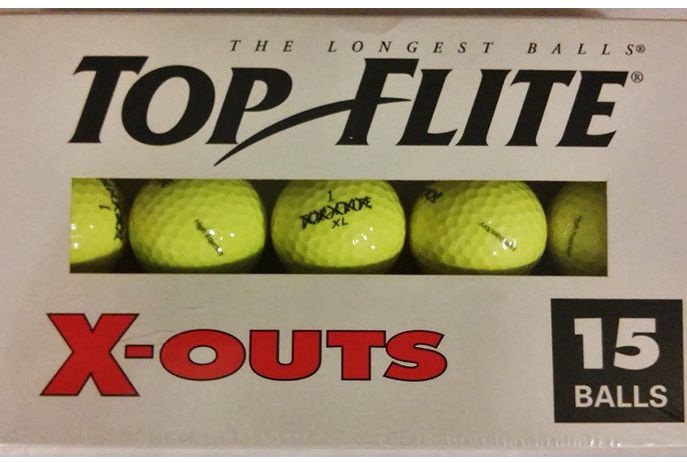 THE LONGEST BALLS®
TOP FLITE®
1
XL
X-OUTS
15
BALLS